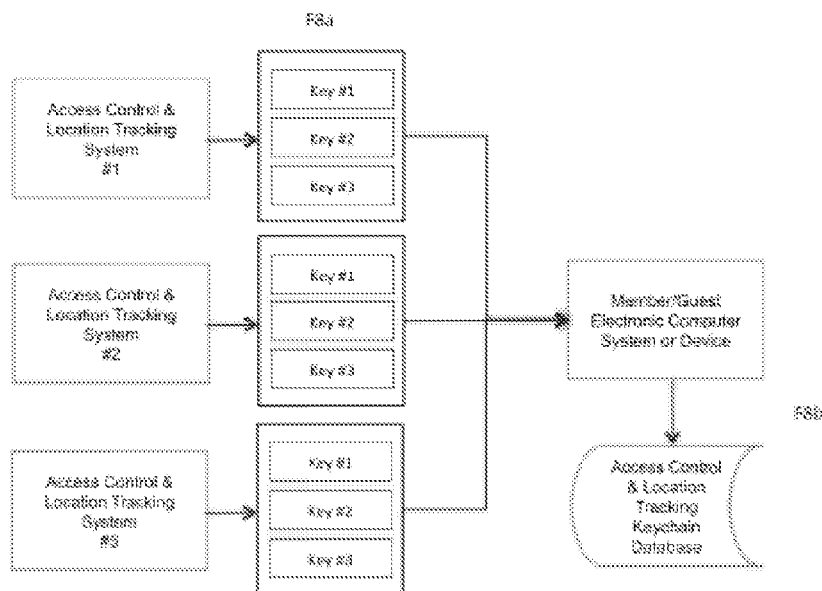 F8a
Access Control &
Location Tracking
System
#1
Key #1
Key #2
Key #3
Access Control &
Location Tracking
System
#2
Key #1
Key #2
Key #3
Member/Guest
Electronic Computer
System or Device
F8b
Access Control &
Location Tracking
System
#3
Key #1
Key #2
Key #3
Access Control
& Location
Tracking
Keychain
Database